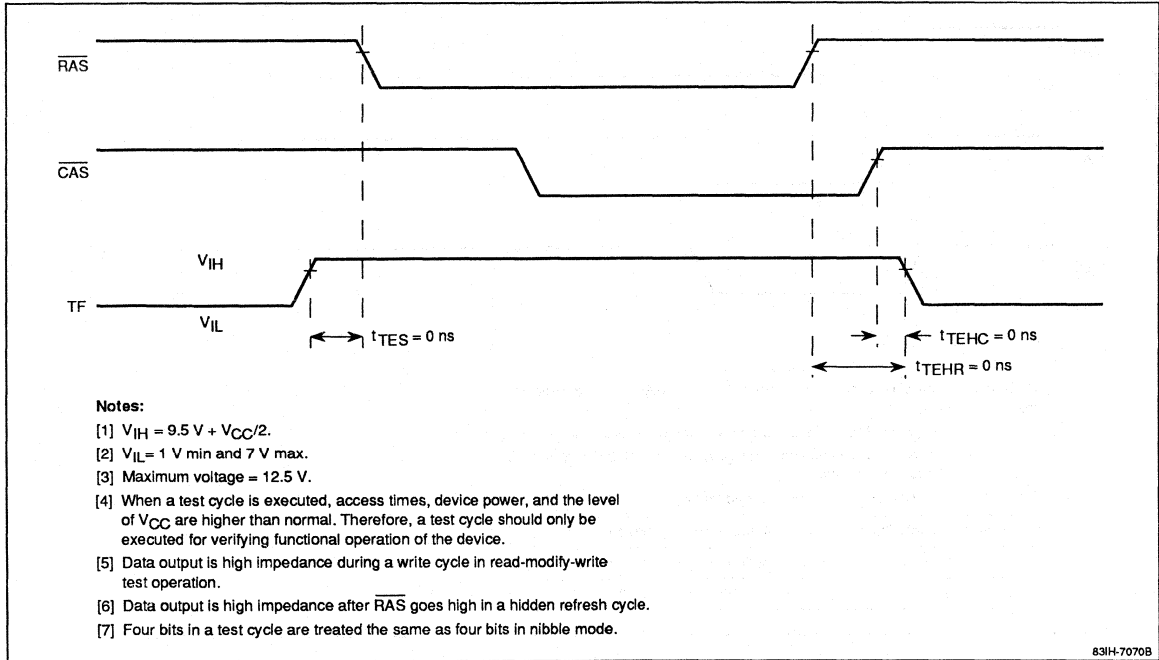 RAS
CAS
VIH
TF
VIL
tTES = 0 ns
tTEHC = 0 ns
tTEHR = 0 ns
Notes:
[1] VIH = 9.5 V + VCC/2.
[2] VIL= 1 V min and 7 V max.
[3] Maximum voltage = 12.5 V.
[4] When a test cycle is executed, access times, device power, and the level
of VCC are higher than normal. Therefore, a test cycle should only be
executed for verifying functional operation of the device.
[5] Data output is high impedance during a write cycle in read-modify-write
test operation.
[6] Data output is high impedance after RAS goes high in a hidden refresh cycle.
[7] Four bits in a test cycle are treated the same as four bits in nibble mode.
83IH-7070B